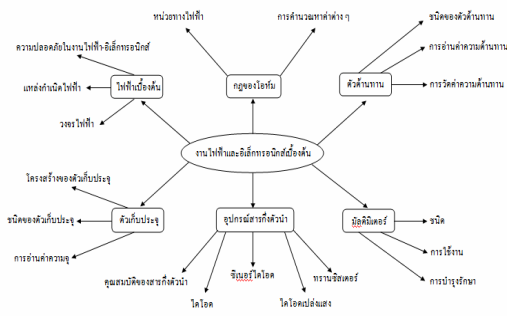 หน่วยทางไฟฟ้า
การคำนวณหาค่าต่าง ๆ
ชนิดของตัวต้านทาน
ความปลอดภัยในงานไฟฟ้า-อิเล็กทรอนิกส์
การอ่านค่าความต้านทาน
แหล่งกำเนิดไฟฟ้า
ไฟฟ้าเบื้องต้น
กฎของโอห์ม
ตัวต้านทาน
การวัดค่าความต้านทาน
วงจรไฟฟ้า
งานไฟฟ้าและอิเล็กทรอนิกส์เบื้องต้น
โครงสร้างของตัวเก็บประจุ
ชนิดของตัวเก็บประจุ
ตัวเก็บประจุ
อุปกรณ์สารกึ่งตัวนำ
มัลติมิเตอร์
ชนิด
การอ่านค่าความจุ
การใช้งาน
คุณสมบัติของสารกึ่งตัวนำ
ซีเนอร์ไดโอด
ทรานซิสเตอร์
การบำรุงรักษา
ไดโอด
ไดโอดเปล่งแสง